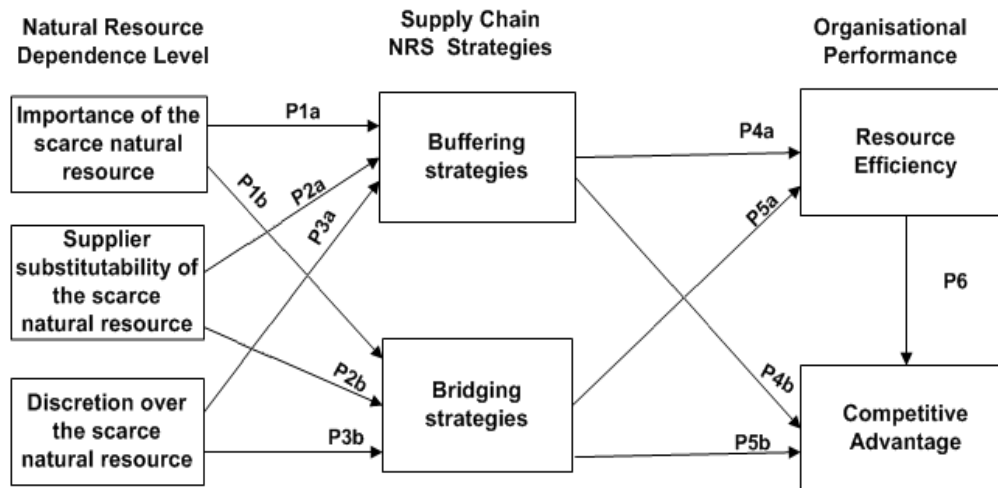 Natural Resource
Dependence Level
Supply Chain
NRS Strategies
Organisational
Performance
Importance of the
scarce natural
resource
Supplier
substitutability of
the scarce
natural resource
Discretion over
the scarce
natural resource
P1a
P1b
P2a
P3a
P2b
P3b
Buffering
strategies
Bridging
strategies
P4a
P5a
P4b
P5b
Resource
Efficiency
P6
Competitive
Advantage